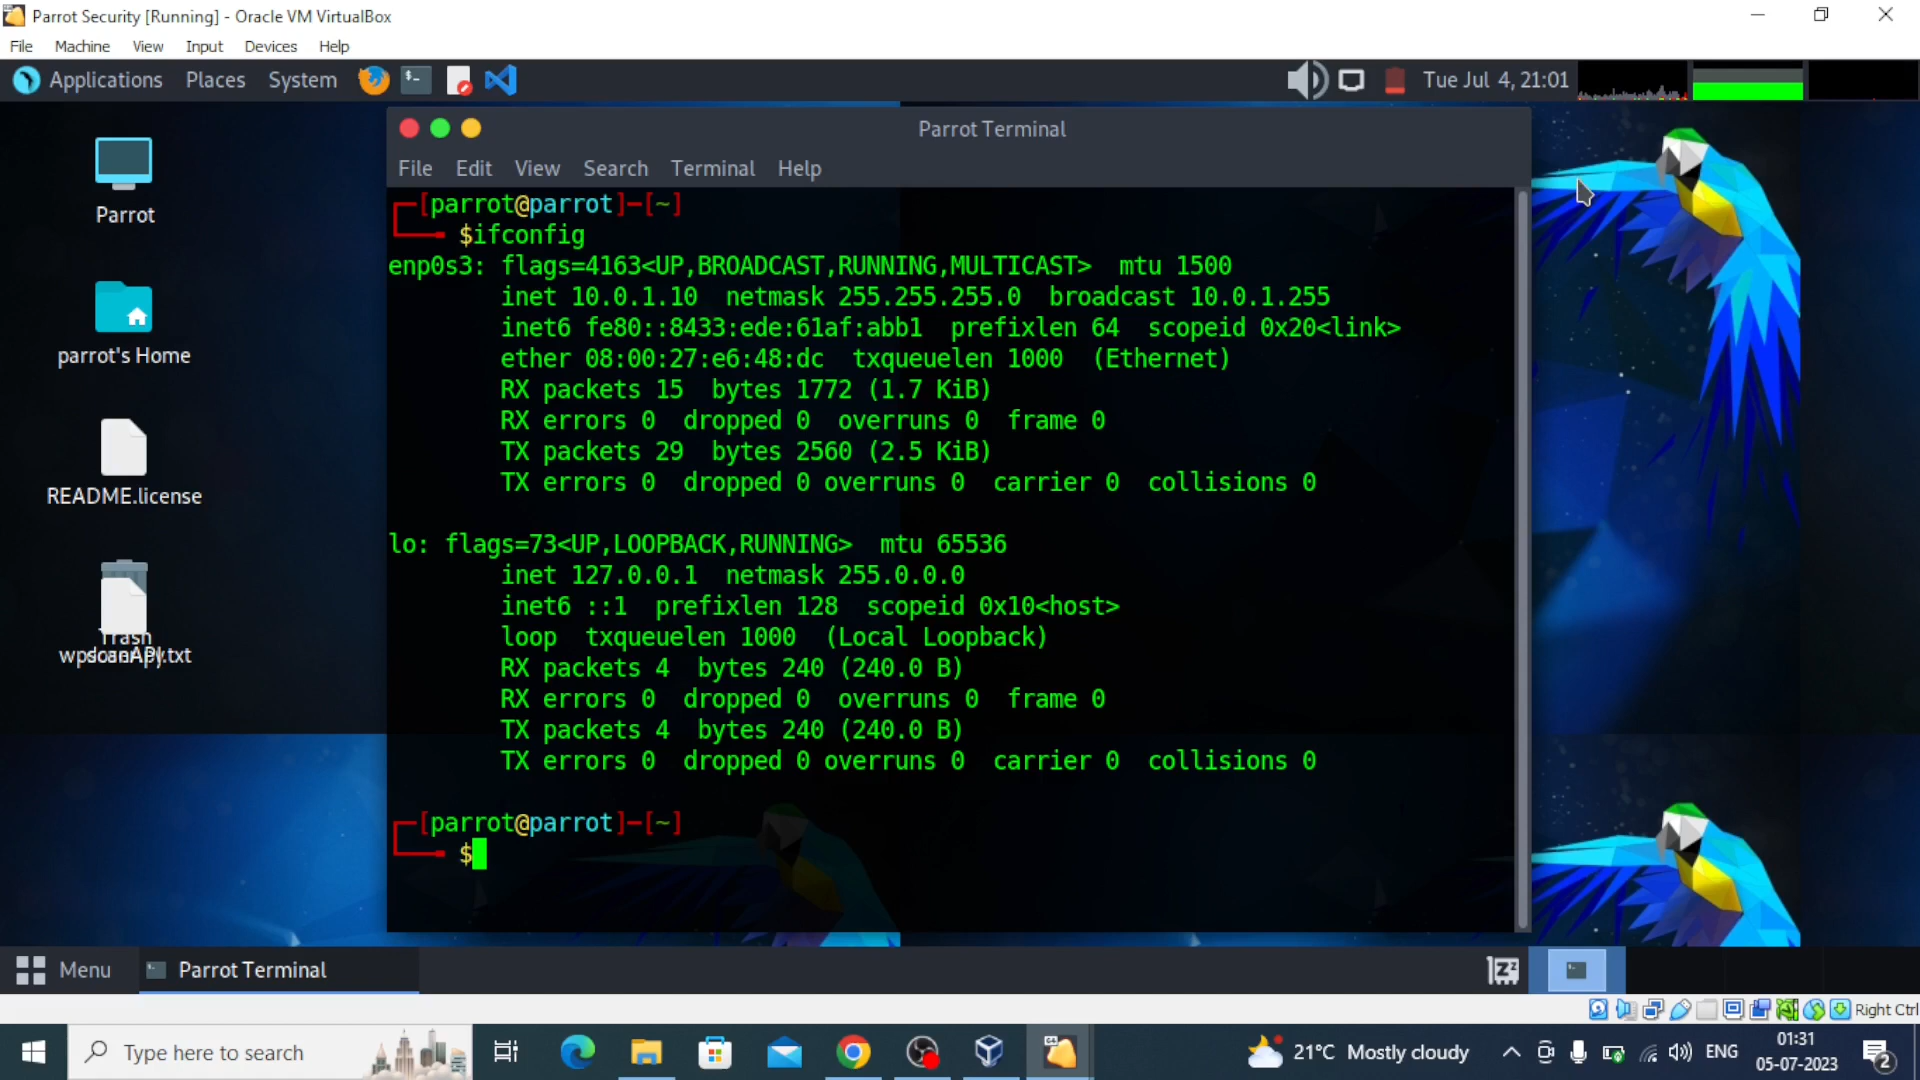 Parrot Security [Running] - Oracle VM VirtualBox
File Machine View Input Devices Help
Applications Places System Tue Jul 4, 21:01
Parrot Terminal
File Edit View Search Terminal Help
Parrot
parrot's Home
README.license
Trash
wpscanAPI.txt
[parrot@parrot]-[~]
$ifconfig
enp0s3: flags=4163<UP,BROADCAST,RUNNING,MULTICAST> mtu 1500
inet 10.0.1.10 netmask 255.255.255.0 broadcast 10.0.1.255
inet6 fe80::8433:ede:61af:abb1 prefixlen 64 scopeid 0x20<link>
ether 08:00:27:e6:48:dc txqueuelen 1000 (Ethernet)
RX packets 15 bytes 1772 (1.7 KiB)
RX errors 0 dropped 0 overruns 0 frame 0
TX packets 29 bytes 2560 (2.5 KiB)
TX errors 0 dropped 0 overruns 0 carrier 0 collisions 0
lo: flags=73<UP,LOOPBACK,RUNNING> mtu 65536
inet 127.0.0.1 netmask 255.0.0.0
inet6 ::1 prefixlen 128 scopeid 0x10<host>
loop txqueuelen 1000 (Local Loopback)
RX packets 4 bytes 240 (240.0 B)
RX errors 0 dropped 0 overruns 0 frame 0
TX packets 4 bytes 240 (240.0 B)
TX errors 0 dropped 0 overruns 0 carrier 0 collisions 0
[parrot@parrot]-[~]
$
Menu Parrot Terminal
Right Ctrl
Type here to search
21°C Mostly cloudy
ENG
01:31
05-07-2023
2